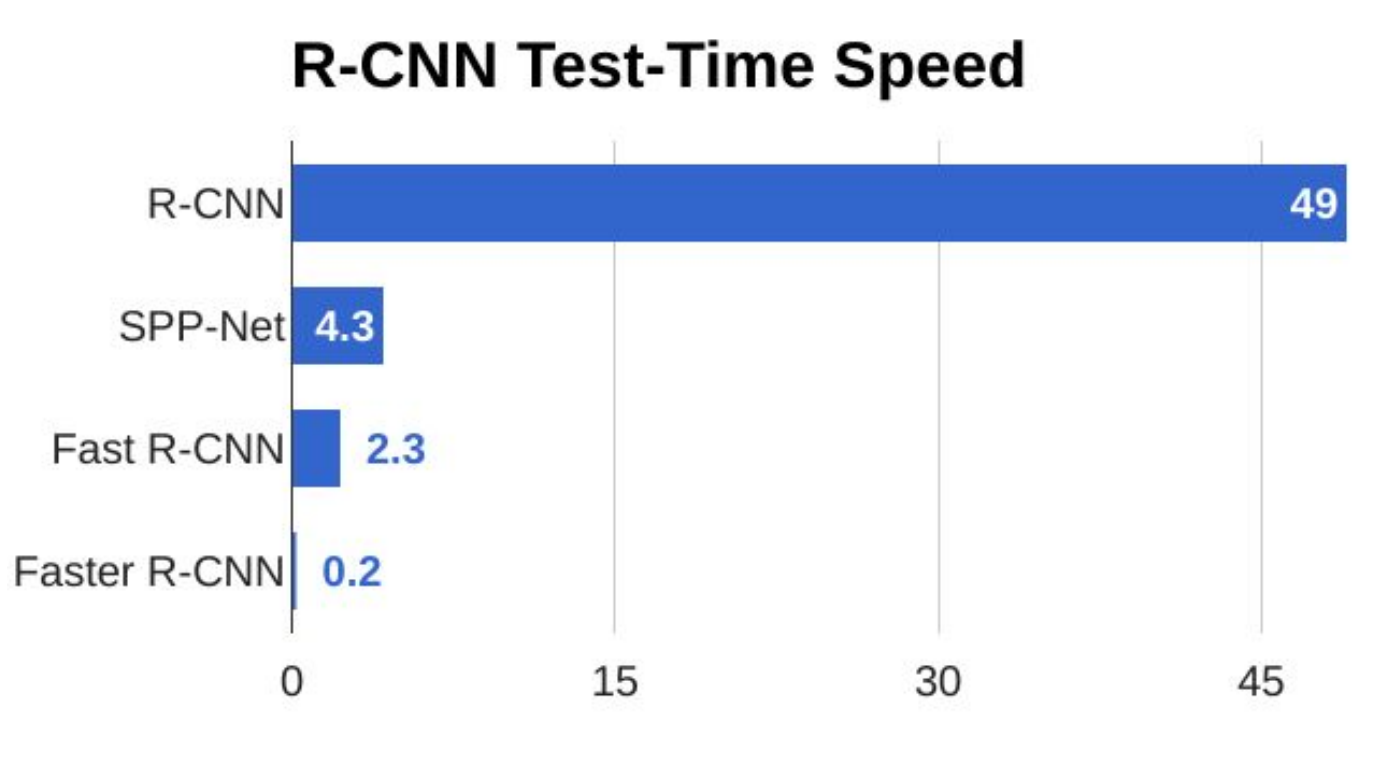 R-CNN Test-Time Speed
R-CNN 49
SPP-Net 4.3
Fast R-CNN 2.3
Faster R-CNN 0.2
0 15 30 45